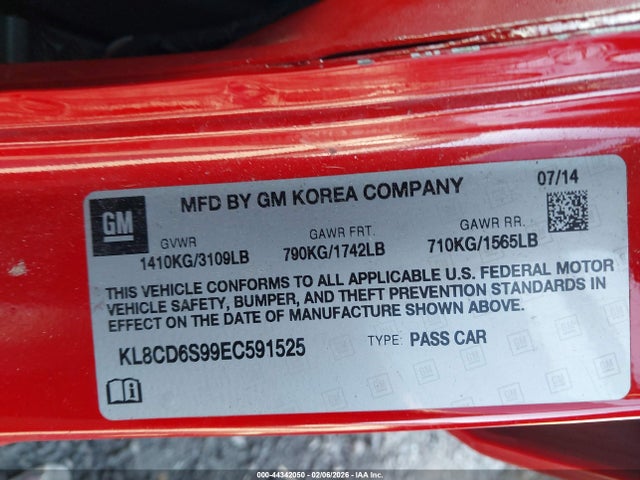 GM
MFD BY GM KOREA COMPANY
07/14
GVWR
1410KG/3109LB
GAWR FRT.
790KG/1742LB
GAWR RR.
710KG/1565LB
THIS VEHICLE CONFORMS TO ALL APPLICABLE U.S. FEDERAL MOTOR
VEHICLE SAFETY, BUMPER, AND THEFT PREVENTION STANDARDS IN
EFFECT ON THE DATE OF MANUFACTURE SHOWN ABOVE.
KL8CD6S99EC591525
TYPE: PASS CAR
000-44342050 - 02/06/2026 - IAA Inc.